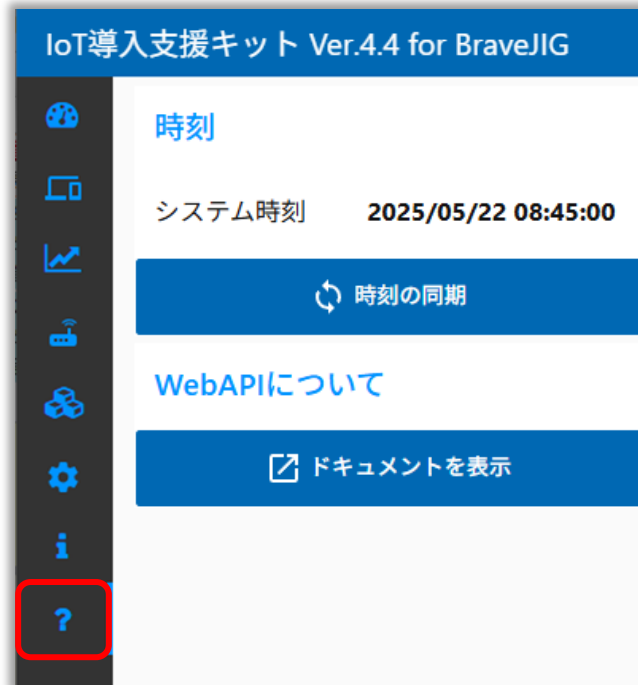 IoT導入支援キット Ver.4.4 for BraveJIG
時刻
システム時刻 2025/05/22 08:45:00
時刻の同期
WebAPIについて
ドキュメントを表示
?